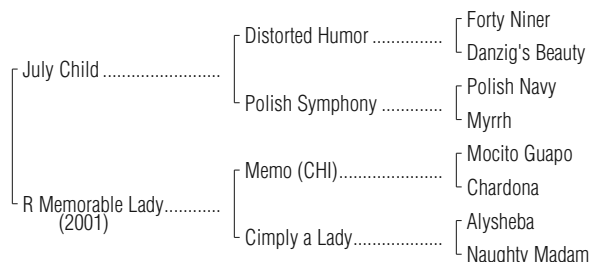 Forty Niner
Distorted Humor ...............
Danzig's Beauty
July Child ........................
Polish Navy
Polish Symphony .............
Myrrh
Mocito Guapo
Memo (CHI)......................
Chardona
R Memorable Lady............
(2001)
Alysheba
Cimply a Lady...................
Naughty Madam